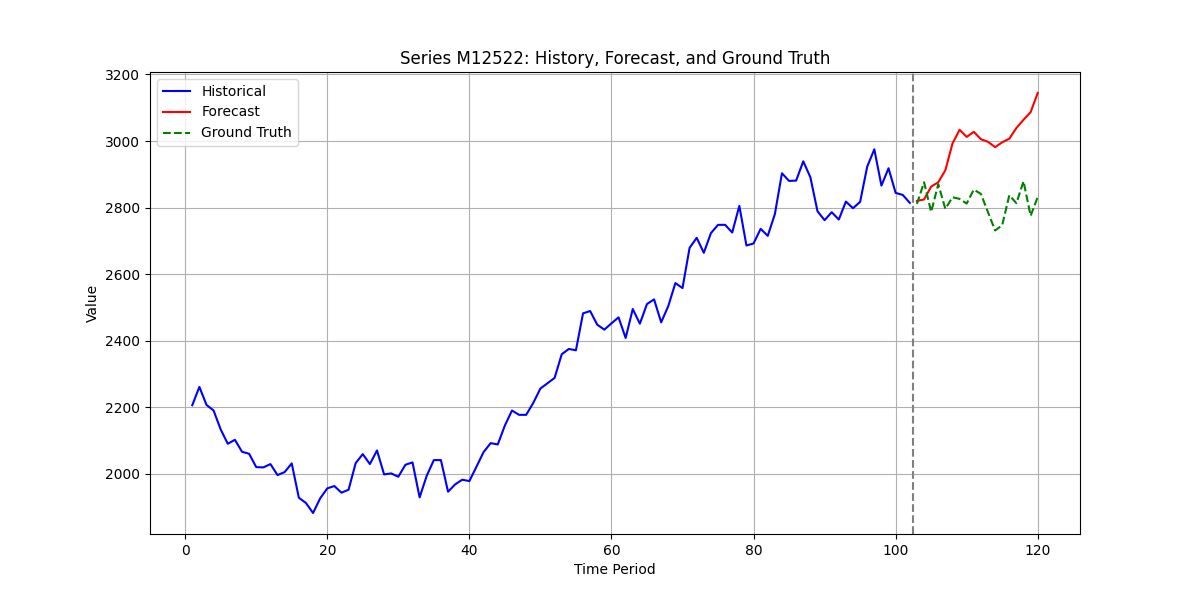 Series M12522: History, Forecast, and Ground Truth
Historical
Forecast
Ground Truth
3200
3000
2800
2600
2400
2200
2000
Value
0 20 40 60 80 100 120
Time Period